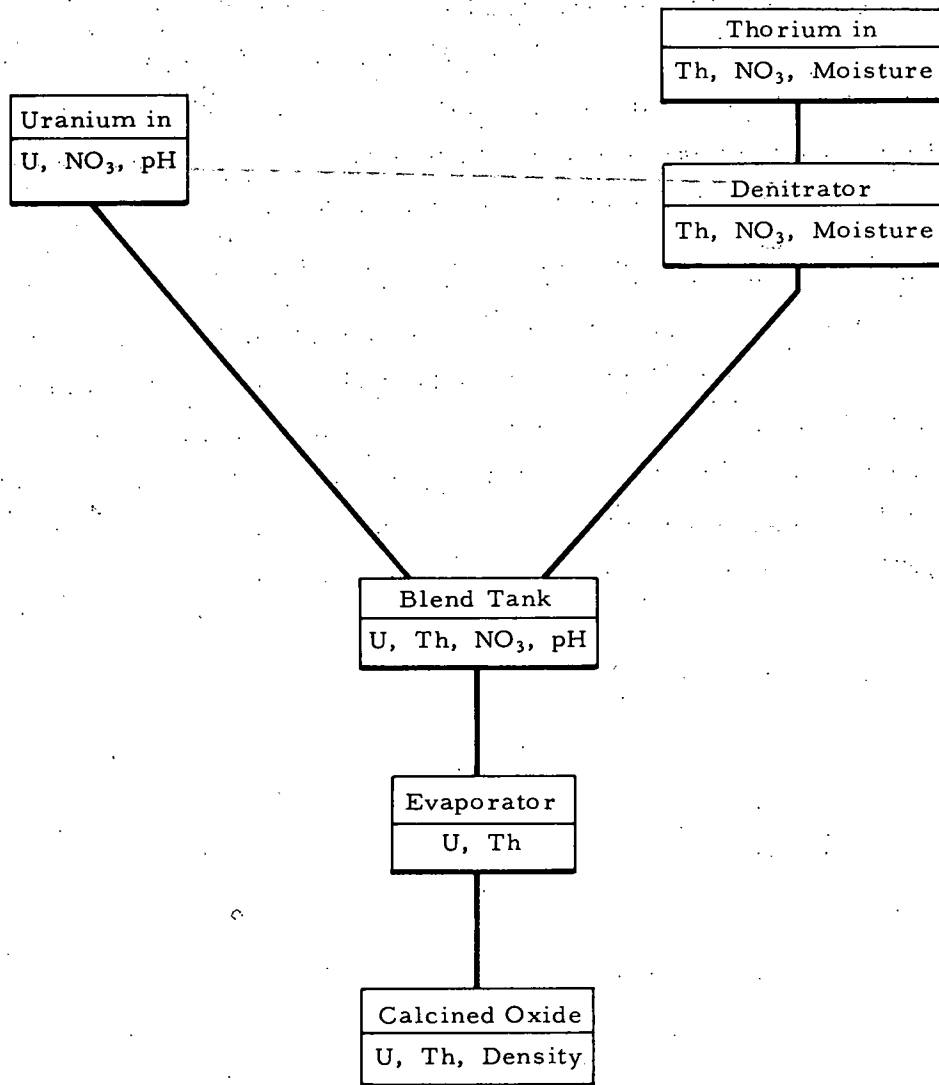 Thorium in
Th, NO₃, Moisture
Uranium in
U, NO₃, pH
Denitrator
Th, NO₃, Moisture
Blend Tank
U, Th, NO₃, pH
Evaporator
U, Th
Calcined Oxide
U, Th, Density